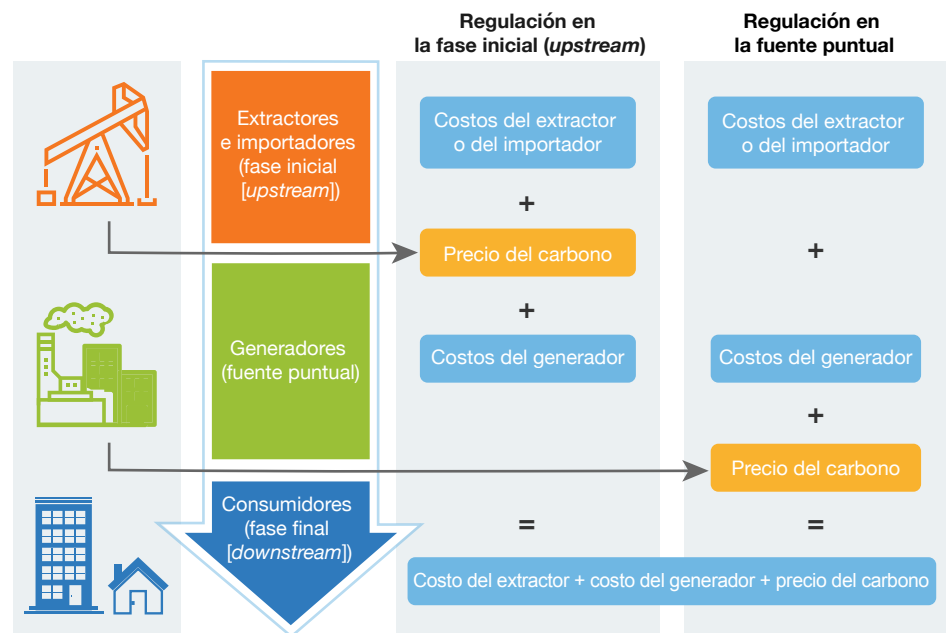 Regulación en
la fase inicial (upstream)
Regulación en
la fuente puntual
Extractores
e importadores
(fase inicial
[upstream])
Costos del extractor
o del importador
Costos del extractor
o del importador
+
Precio del carbono
+
+
Generadores
(fuente puntual)
Costos del generador
Costos del generador
+
Precio del carbono
Consumidores
(fase final
[downstream])
=
=
Costo del extractor + costo del generador + precio del carbono